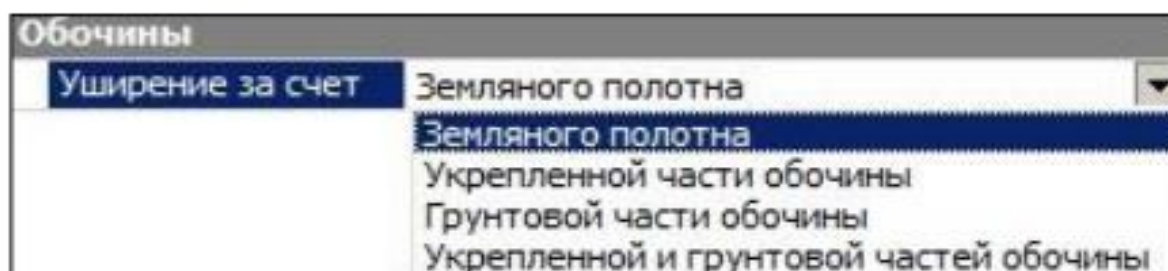 Обочины
Уширение за счет Земляного полотна
Земляного полотна
Укрепленной части обочины
Грунтовой части обочины
Укрепленной и грунтовой частей обочины